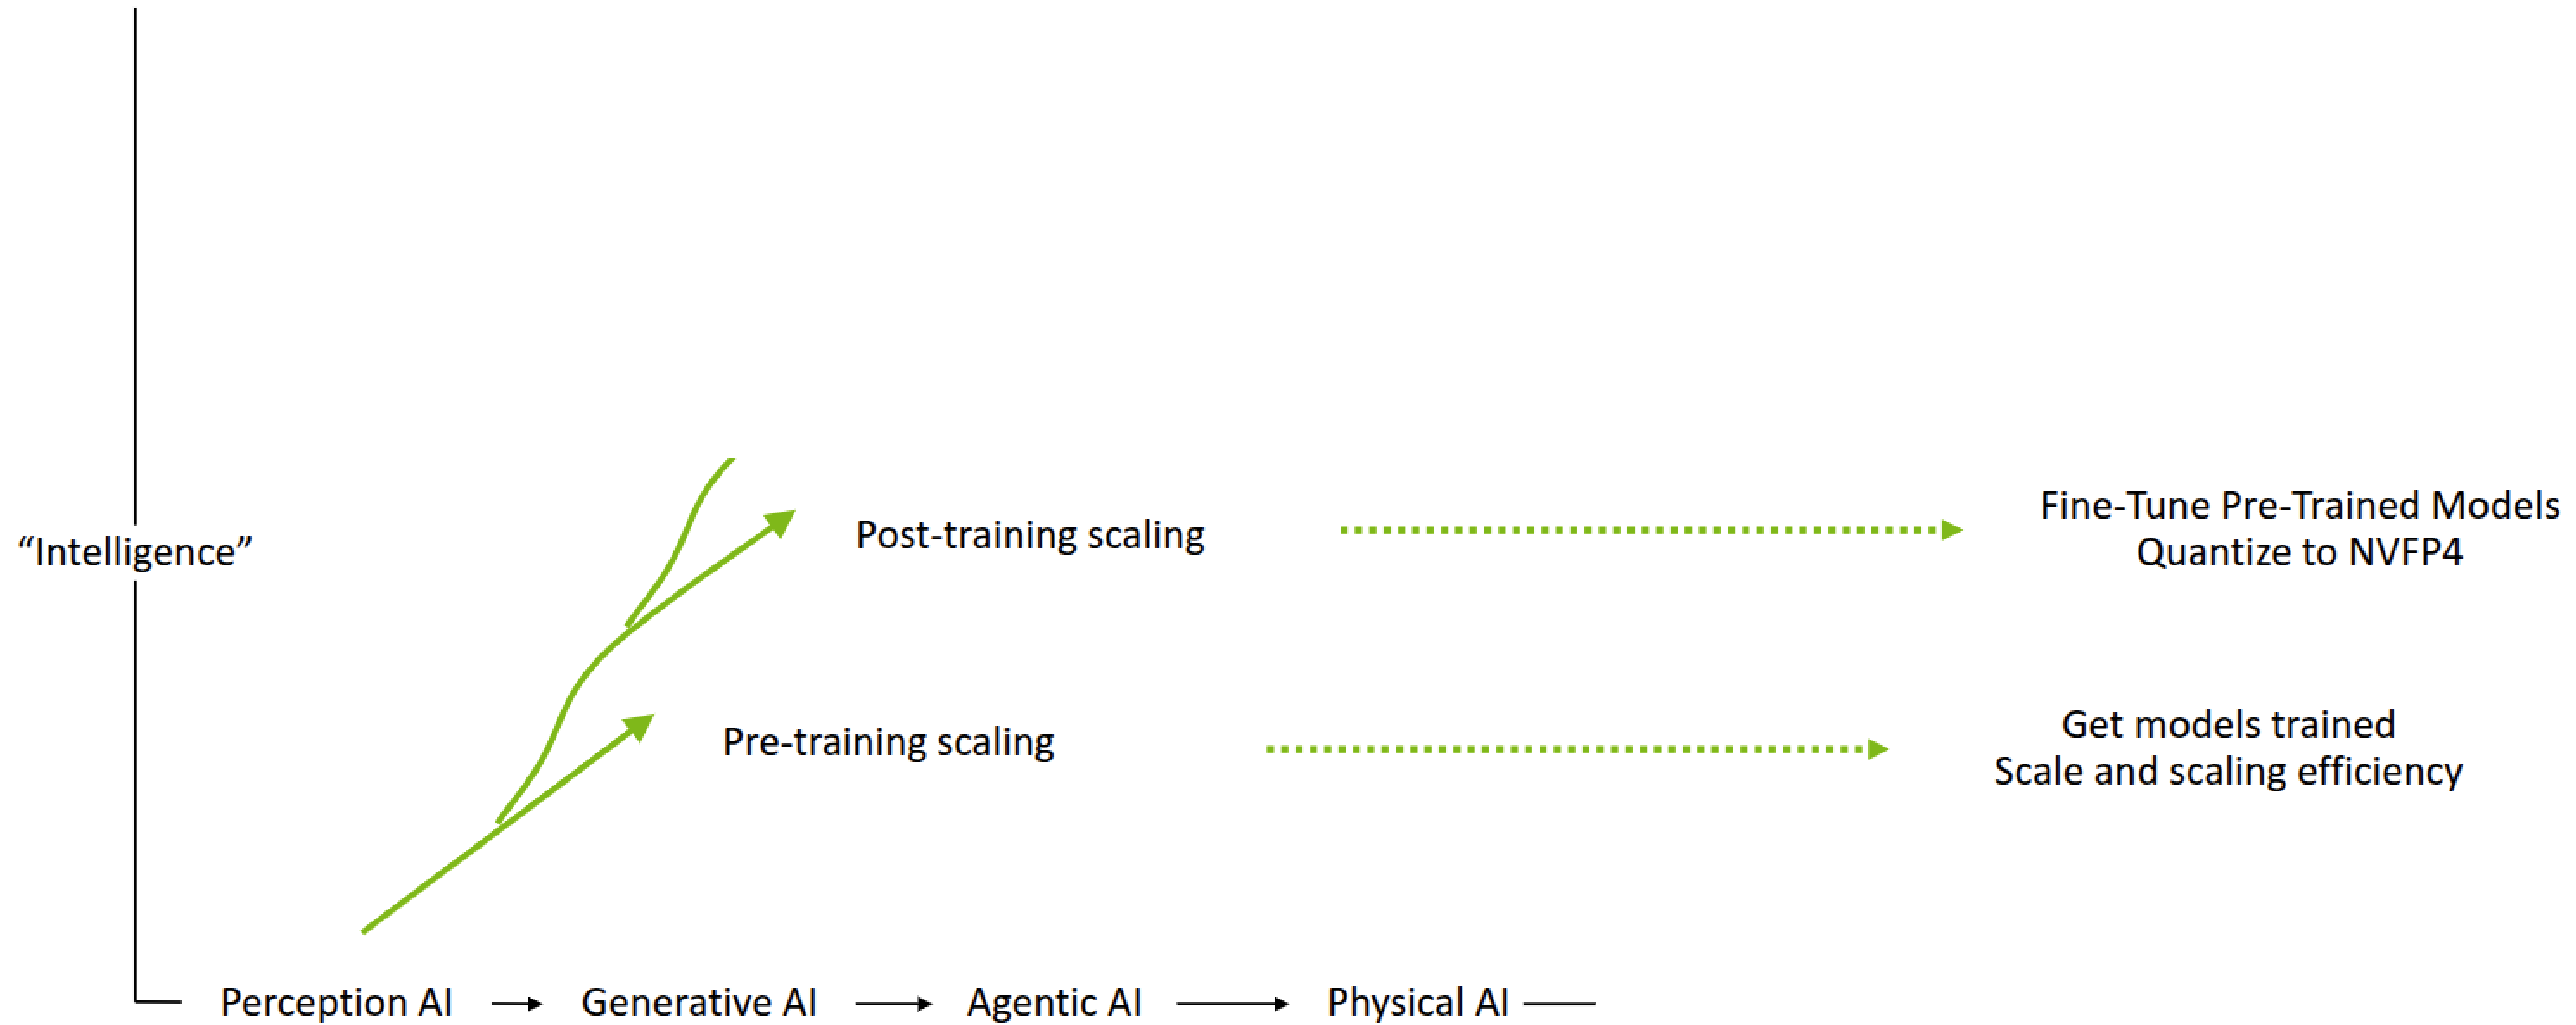 Fine-Tune Pre-Trained Models
Quantize to NVFP4
Post-training scaling
“Intelligence”
Get models trained
Scale and scaling efficiency
Pre-training scaling
Perception AI
Generative AI
Agentic AI
Physical AI